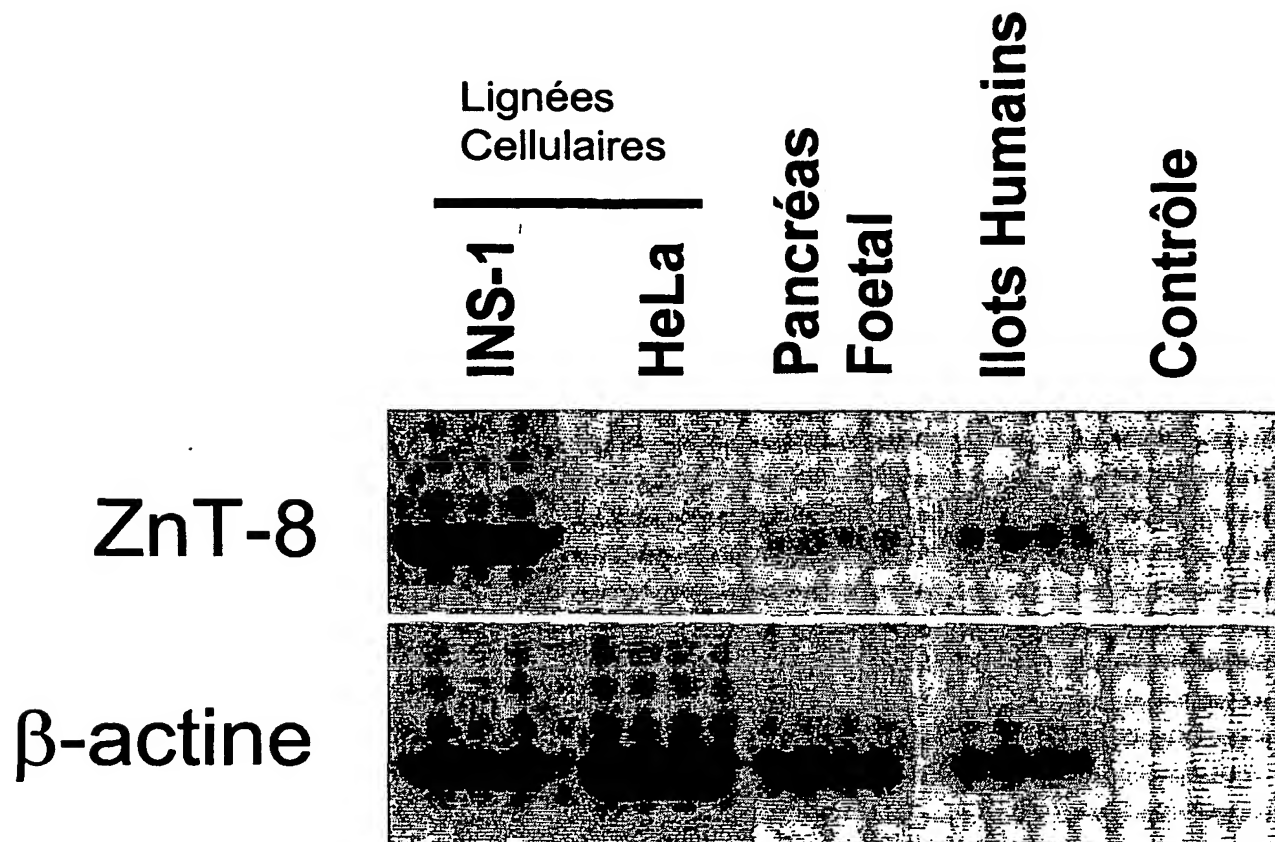 Lignées
Cellulaires
INS-1
HeLa
Pancréas
Foetal
Ilots Humains
Contrôle
ZnT-8
β-actine